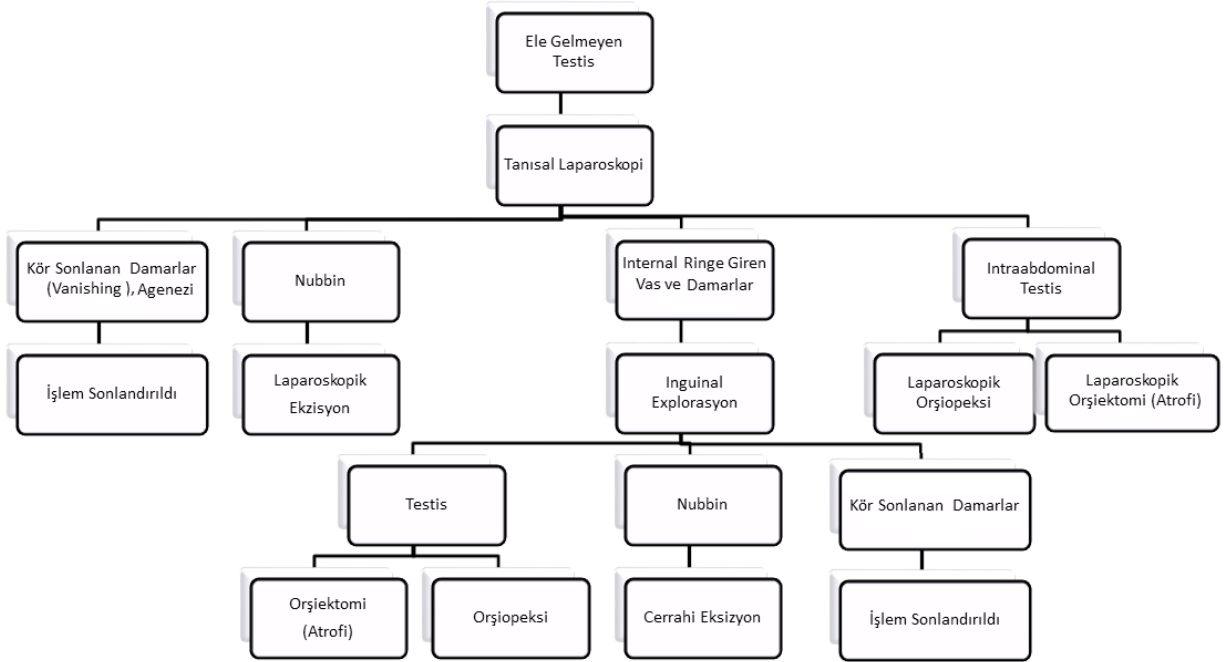 Ele Gelmeyen
Testis
Tanısal Laparoskopi
Kör Sonlanan Damarlar
(Vanishing ), Agenezi
Nubbin
Internal Ringe Giren
Vas ve Damarlar
Intraabdominal
Testis
İşlem Sonlandırıldı
Laparoskopik
Ekzisyon
Inguinal
Explorasyon
Laparoskopik
Orşiopeksi
Laparoskopik
Orşiektomi (Atrofi)
Testis
Nubbin
Kör Sonlanan Damarlar
Orşiektomi
(Atrofi)
Orşiopeksi
Cerrahi Eksizyon
İşlem Sonlandırıldı